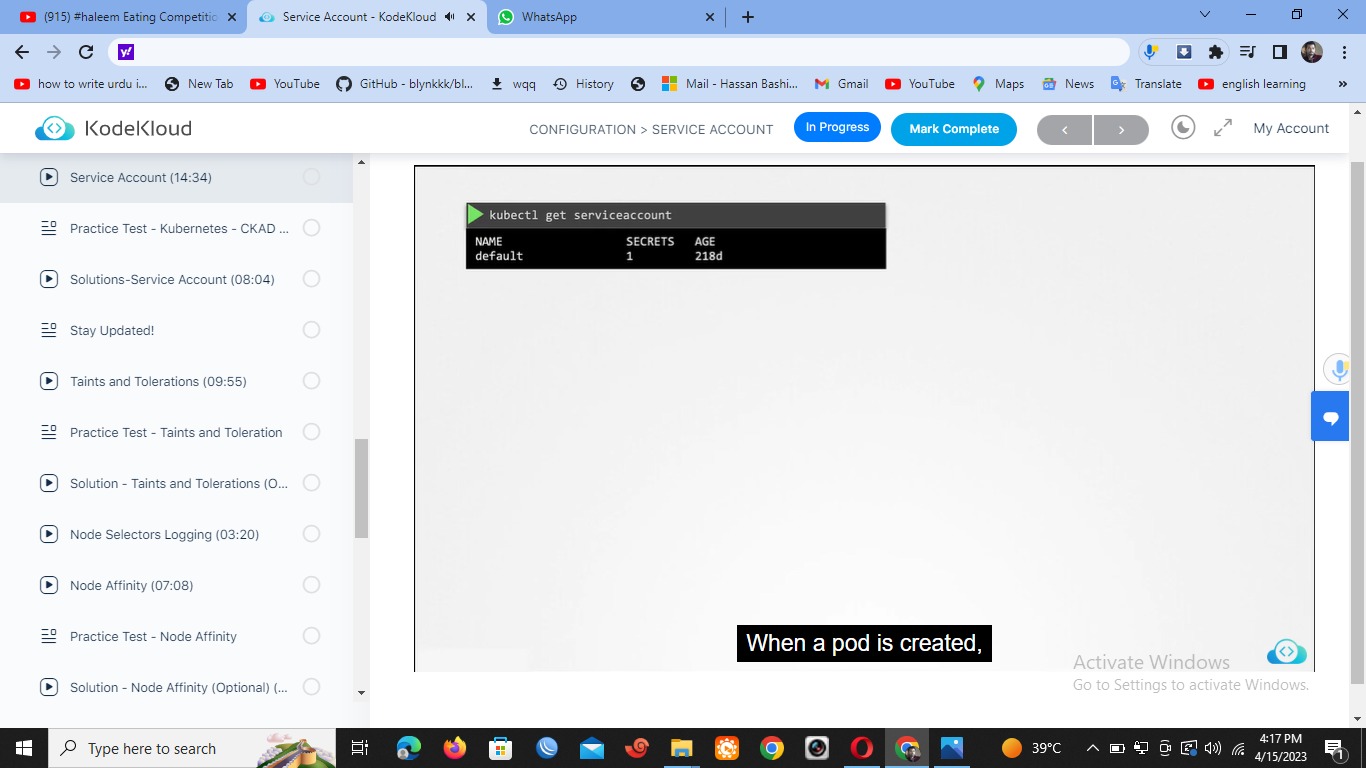 (915) #haleem Eating Competitio
Service Account - KodeKloud
WhatsApp
how to write urdu i...
New Tab
YouTube
GitHub - blynkkk/bl...
wqq
History
Mail - Hassan Bashi...
Gmail
YouTube
Maps
News
Translate
english learning
KodeKloud
CONFIGURATION > SERVICE ACCOUNT
In Progress
Mark Complete
My Account
Service Account (14:34)
Practice Test - Kubernetes - CKAD ...
Solutions-Service Account (08:04)
Stay Updated!
Taints and Tolerations (09:55)
Practice Test - Taints and Toleration
Solution - Taints and Tolerations (O...
Node Selectors Logging (03:20)
Node Affinity (07:08)
Practice Test - Node Affinity
Solution - Node Affinity (Optional) (...
kubectl get serviceaccount
NAME SECRETS AGE
default 1 218d
When a pod is created,
Activate Windows
Go to Settings to activate Windows.
Type here to search
39°C
4:17 PM
4/15/2023
1